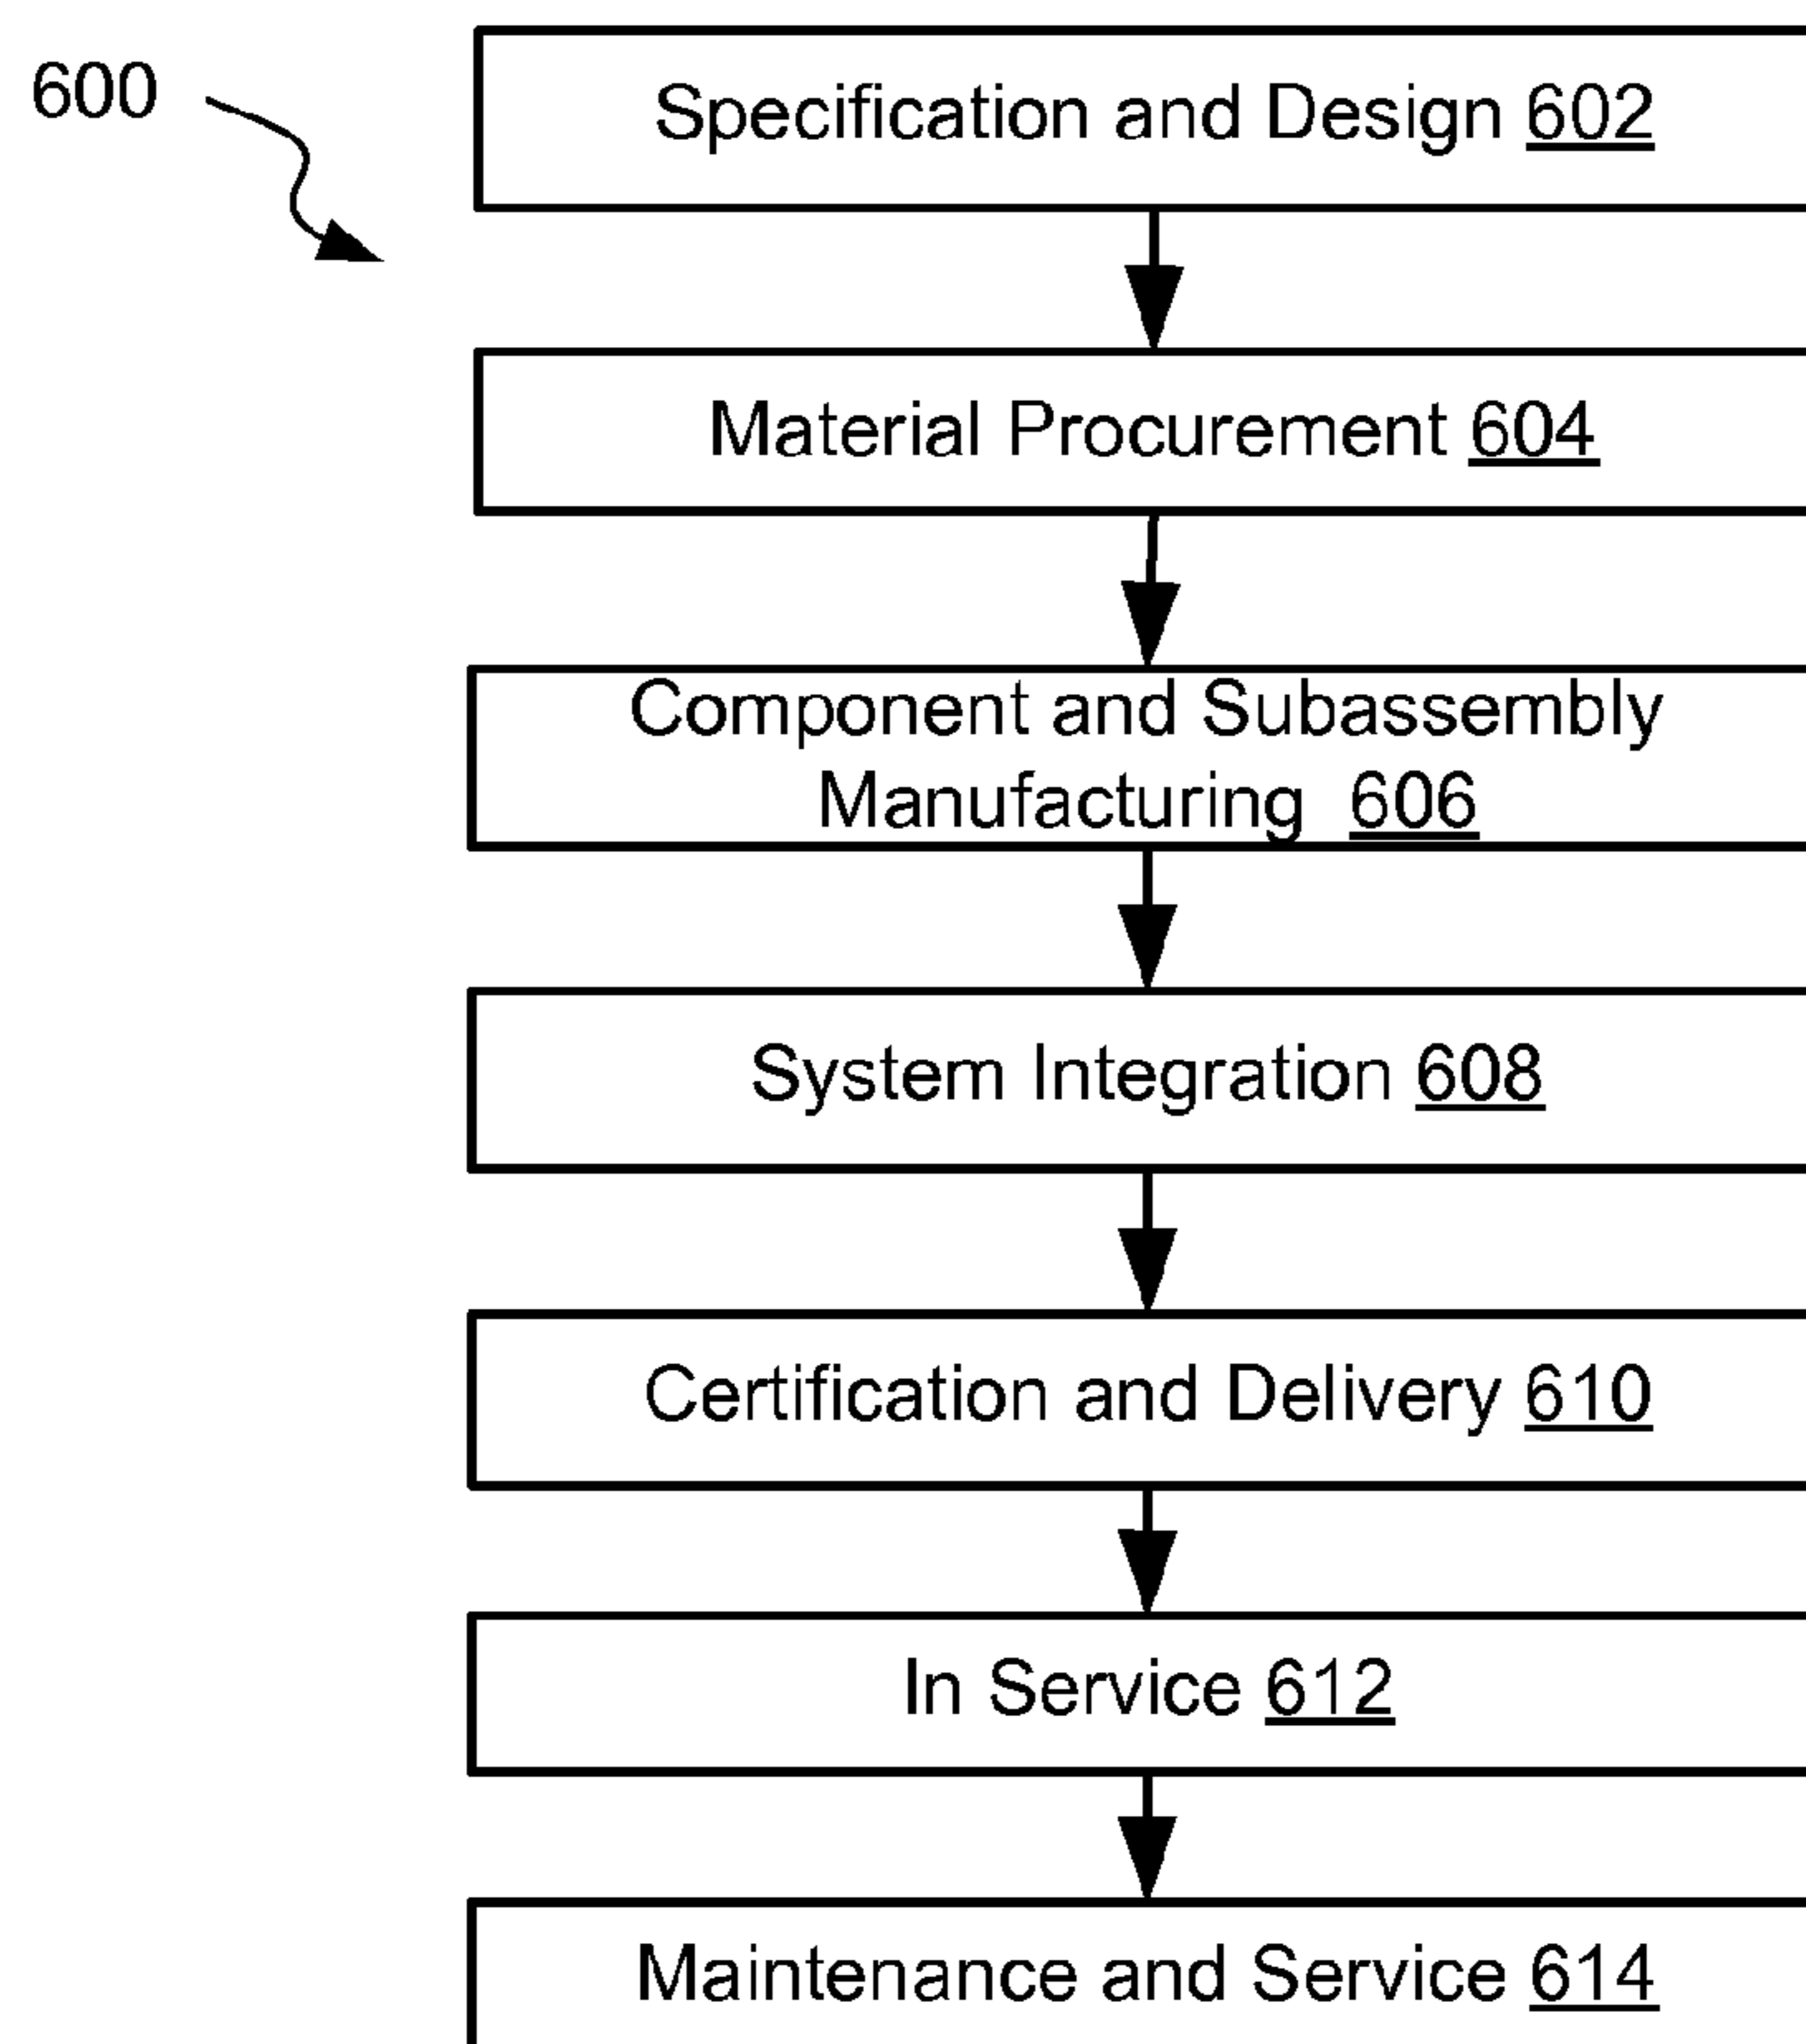 600
Specification and Design 602
Material Procurement 604
Component and Subassembly
Manufacturing 606
System Integration 608
Certification and Delivery 610
In Service 612
Maintenance and Service 614